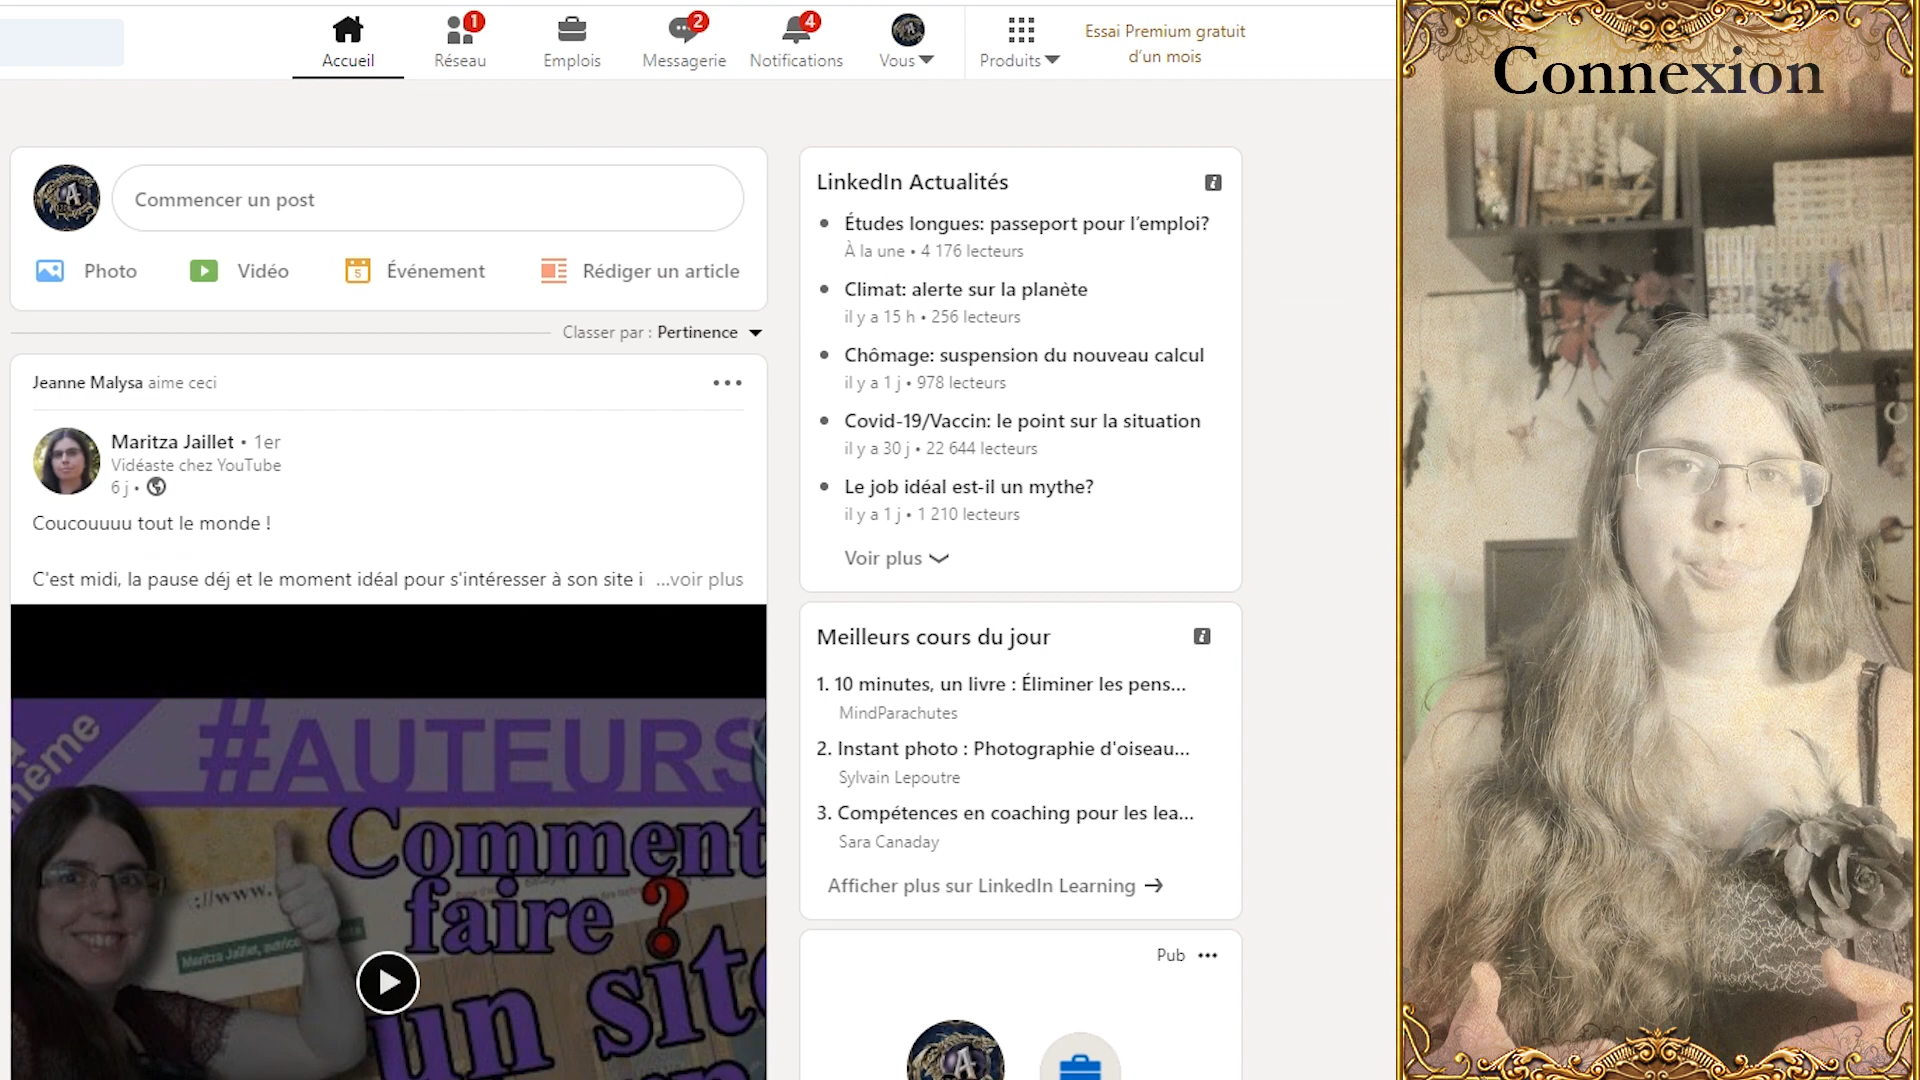 1
2
4
Accueil
Réseau
Emplois
Messagerie
Notifications
Vous
Produits
Essai Premium gratuit
d'un mois
Connexion
Commencer un post
Photo
Vidéo
5
Événement
Rédiger un article
Classer par : Pertinence
Jeanne Malysa aime ceci
Maritza Jaillet • 1er
Vidéaste chez YouTube
6 j •
Coucouuuu tout le monde !
C'est midi, la pause déj et le moment idéal pour s'intéresser à son site i ...voir plus
#AUTEURS
Comment
faire ?
un site
://www.
Maritza Jaillet, autrice
LinkedIn Actualités
Études longues: passeport pour l'emploi?
À la une • 4 176 lecteurs
Climat: alerte sur la planète
il y a 15 h • 256 lecteurs
Chômage: suspension du nouveau calcul
il y a 1 j • 978 lecteurs
Covid-19/Vaccin: le point sur la situation
il y a 30 j • 22 644 lecteurs
Le job idéal est-il un mythe?
il y a 1 j • 1 210 lecteurs
Voir plus
Meilleurs cours du jour
1. 10 minutes, un livre : Éliminer les pens...
MindParachutes
2. Instant photo : Photographie d'oiseau...
Sylvain Lepoutre
3. Compétences en coaching pour les lea...
Sara Canaday
Afficher plus sur LinkedIn Learning →
Pub
A